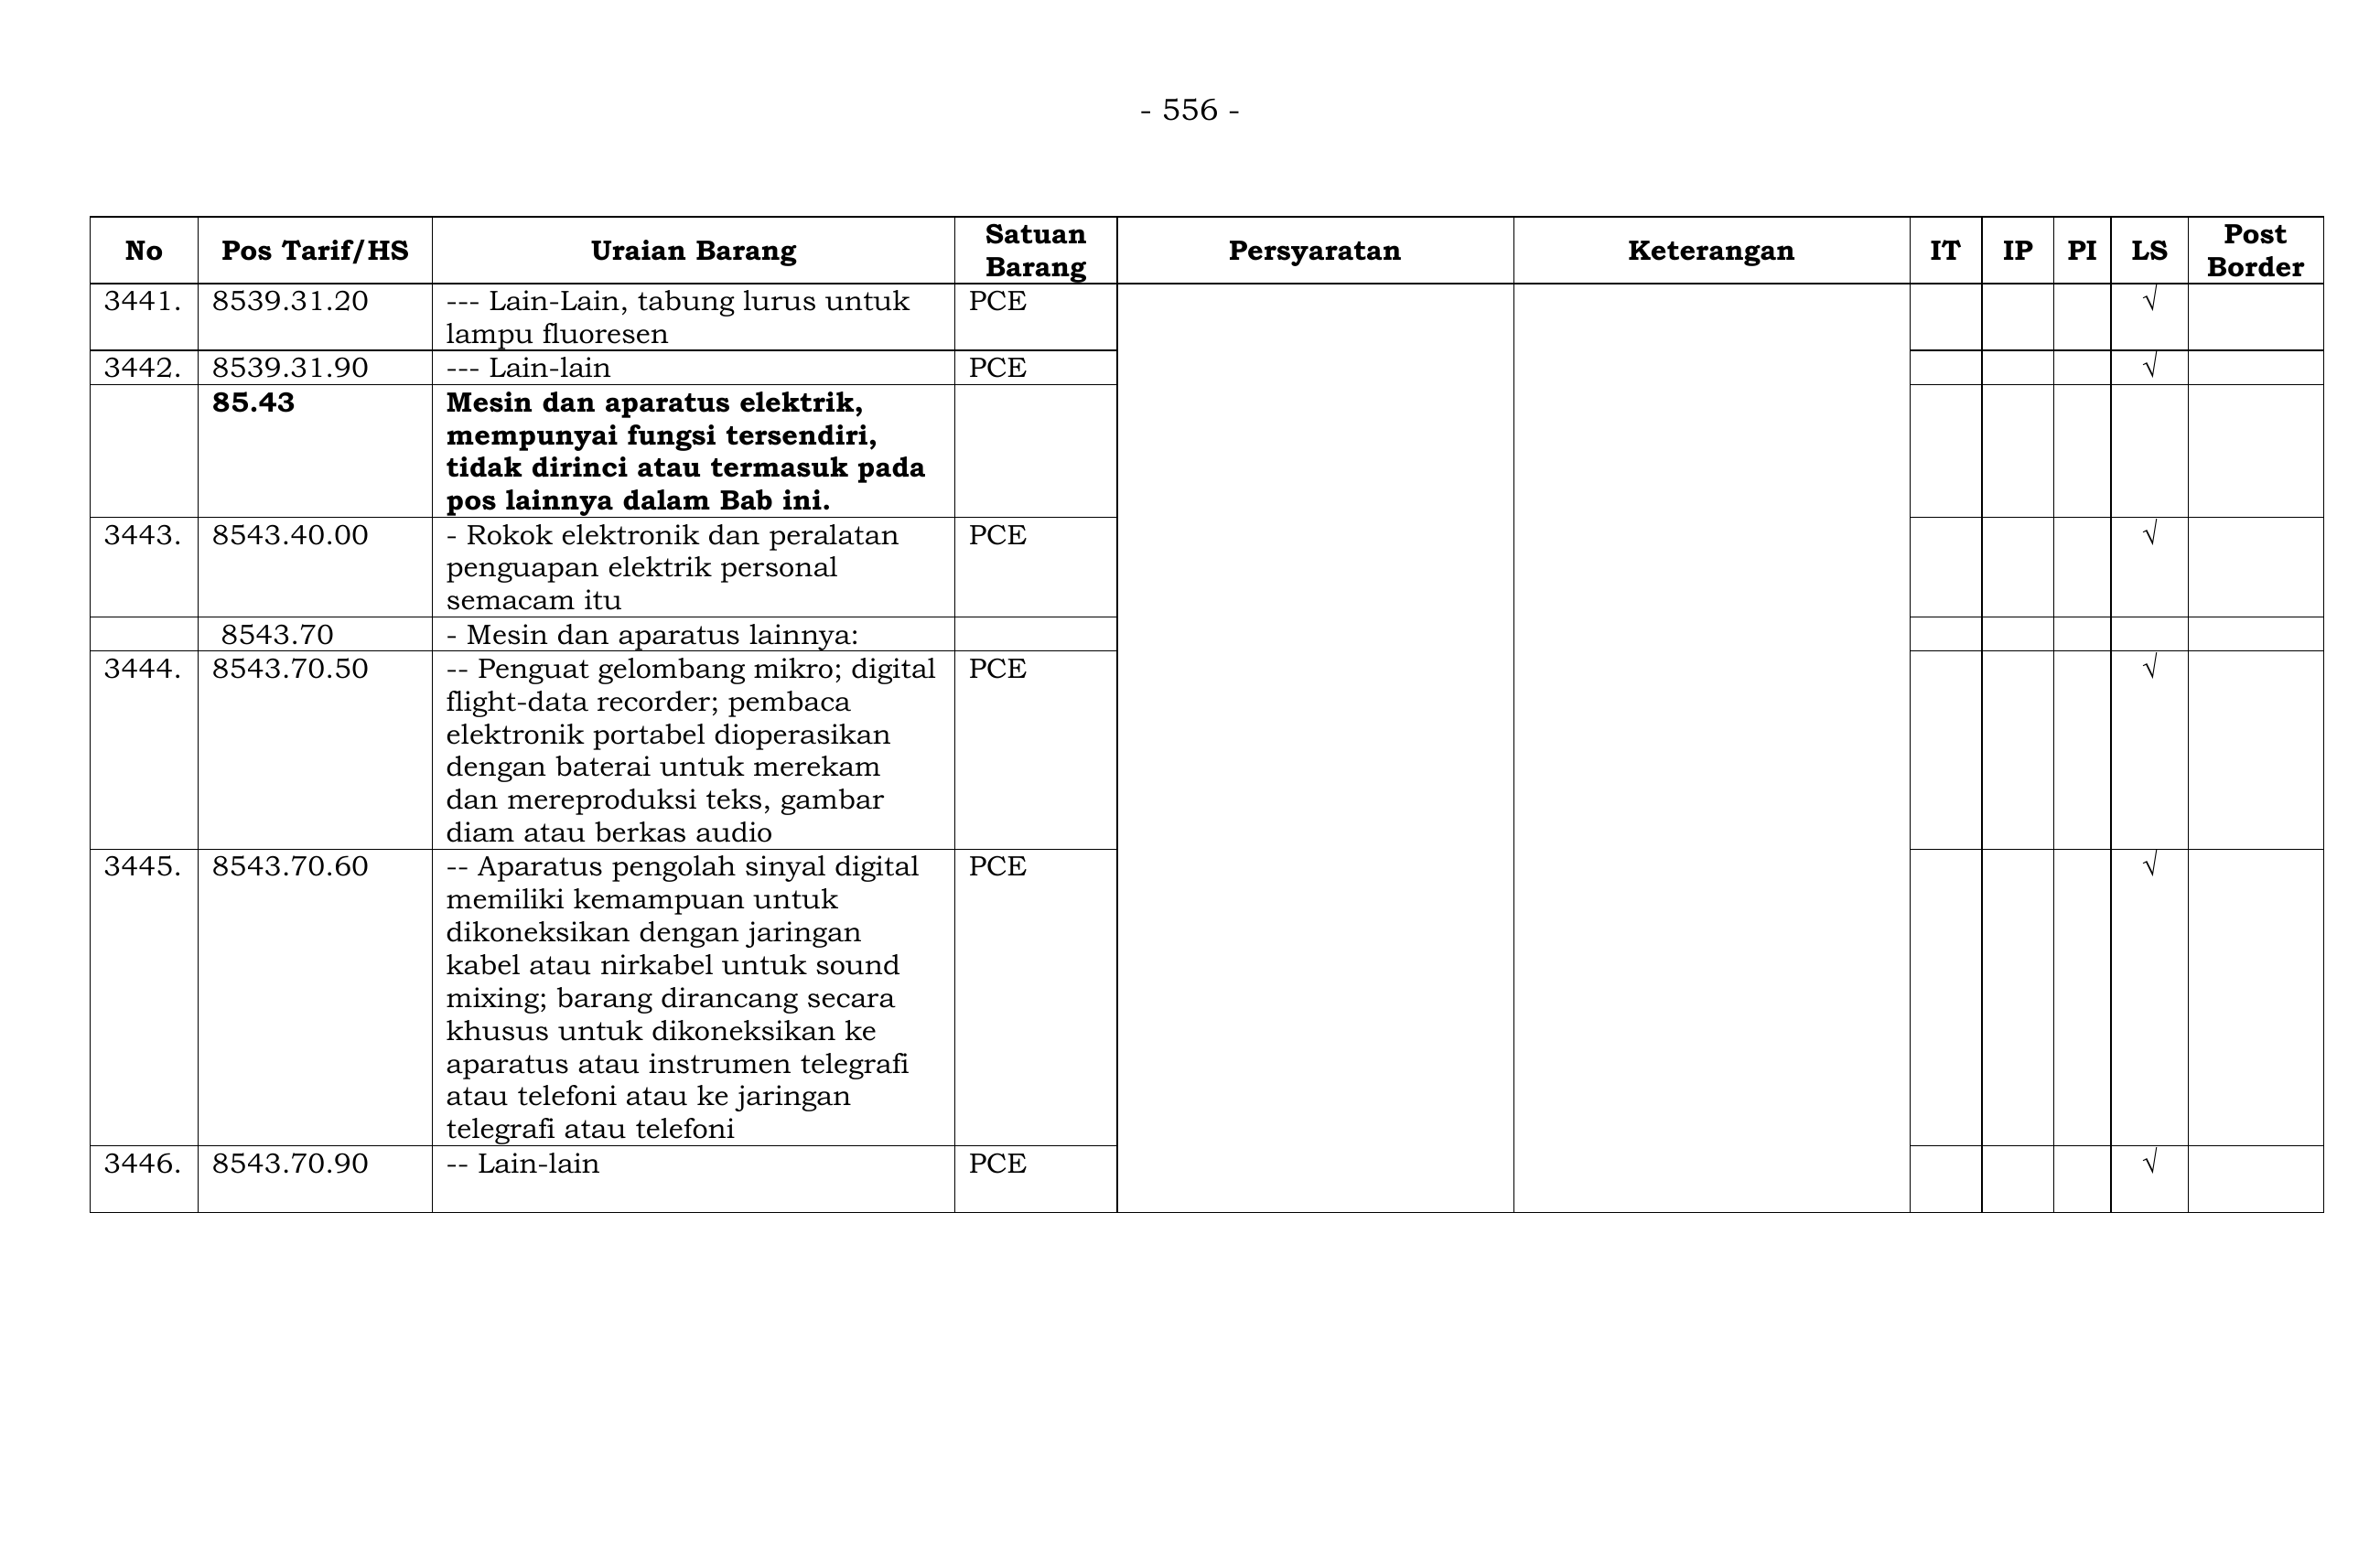 - 556 -
No Pos Tarif/HS Uraian Barang Satuan Barang Persyaratan Keterangan IT IP PI LS Post Border
3441. 8539.31.20 --- Lain-Lain, tabung lurus untuk PCE √
lampu fluoresen
3442. 8539.31.90 --- Lain-lain PCE √
85.43 Mesin dan aparatus elektrik,
mempunyai fungsi tersendiri,
tidak dirinci atau termasuk pada
pos lainnya dalam Bab ini.
3443. 8543.40.00 - Rokok elektronik dan peralatan PCE √
penguapan elektrik personal
semacam itu
8543.70 - Mesin dan aparatus lainnya:
3444. 8543.70.50 -- Penguat gelombang mikro; digital PCE √
flight-data recorder; pembaca
elektronik portabel dioperasikan
dengan baterai untuk merekam
dan mereproduksi teks, gambar
diam atau berkas audio
3445. 8543.70.60 -- Aparatus pengolah sinyal digital PCE √
memiliki kemampuan untuk
dikoneksikan dengan jaringan
kabel atau nirkabel untuk sound
mixing; barang dirancang secara
khusus untuk dikoneksikan ke
aparatus atau instrumen telegrafi
atau telefoni atau ke jaringan
telegrafi atau telefoni
3446. 8543.70.90 -- Lain-lain PCE √